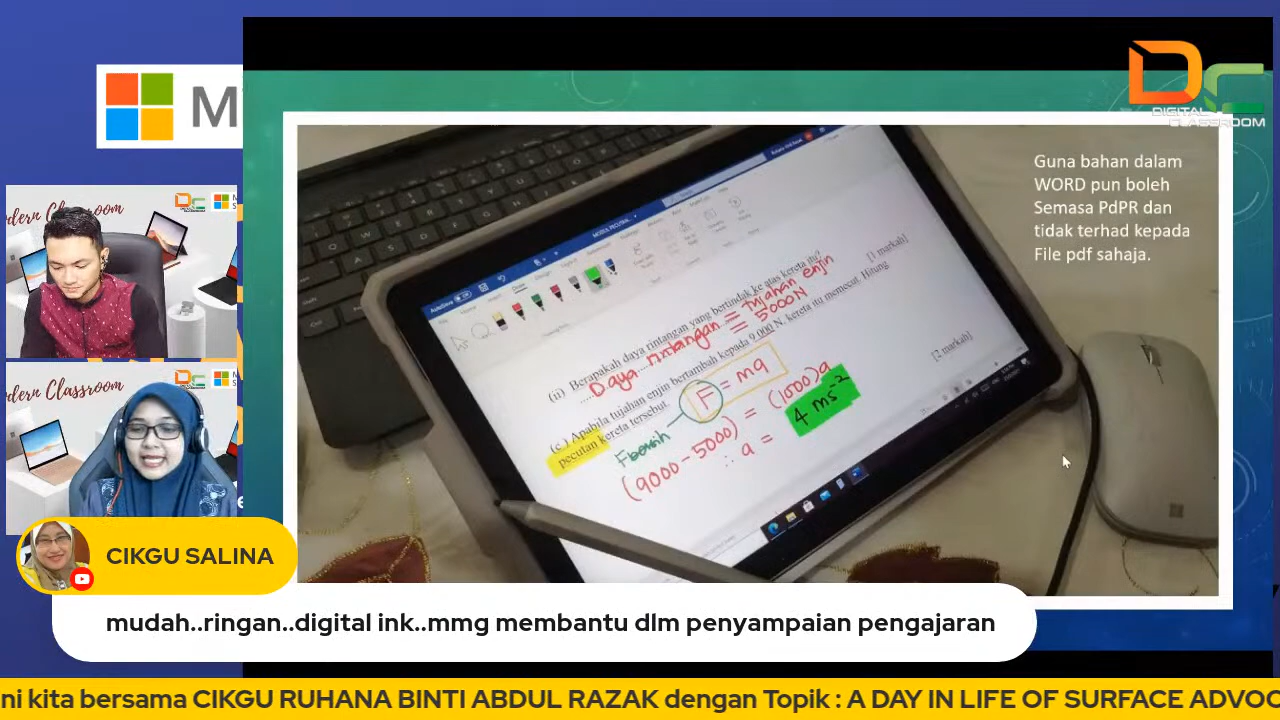 M
DIGITAL
CLASSROOM
Guna bahan dalam
WORD pun boleh
Semasa PdPR dan
tidak terhad kepada
File pdf sahaja.
dern Classroom
AutoSave
(ii) Berapakah daya rintangan yang bertindak ke atas kereta itu?
[1 markah]
Daya rintangan = tujahan enjin
= 5000N
(c) Apabila tujahan enjin bertambah kepada 9 000 N, kereta itu memecut. Hitung
pecutan kereta tersebut.
[2 markah]
F = ma
Fbersih
(9000 - 5000) = (1000)a
∴ a = 4 ms⁻²
Modern Classroom
CIKGU SALINA
mudah..ringan..digital ink..mmg membantu dlm penyampaian pengajaran
ni kita bersama CIKGU RUHANA BINTI ABDUL RAZAK dengan Topik : A DAY IN LIFE OF SURFACE ADVOC